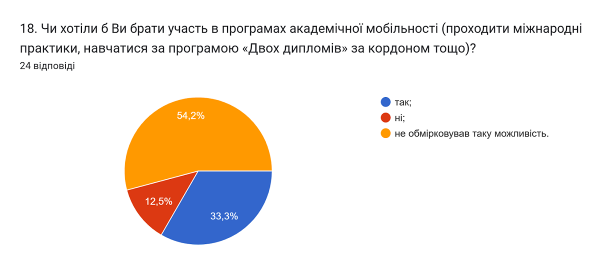 18. Чи хотіли б Ви брати участь в програмах академічної мобільності (проходити міжнародні
практики, навчатися за програмою «Двох дипломів» за кордоном тощо)?
24 відповіді
54,2%
12,5%
33,3%
так;
ні;
не обмірковував таку можливість.